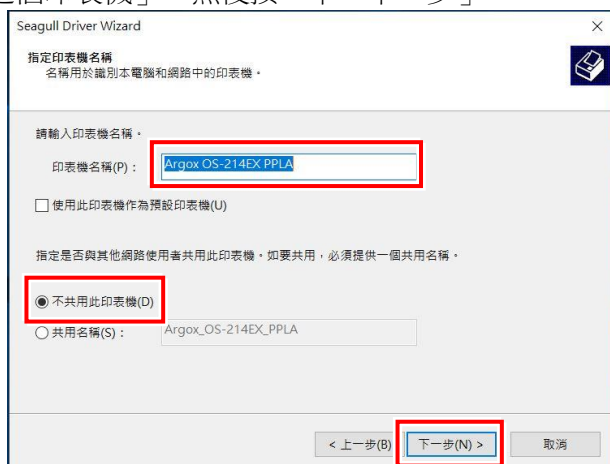 個印表機」
Seagull Driver Wizard
指定印表機名稱
名稱用於識別本電腦和網路中的印表機。
請輸入印表機名稱。
印表機名稱(P)： Argox OS-214EX PPLA
使用此印表機作為預設印表機(U)
指定是否與其他網路使用者共用此印表機。如要共用，必須提供一個共用名稱。
不共用此印表機(D)
共用名稱(S)： Argox_OS-214EX_PPLA
< 上一步(B) 下一步(N) > 取消